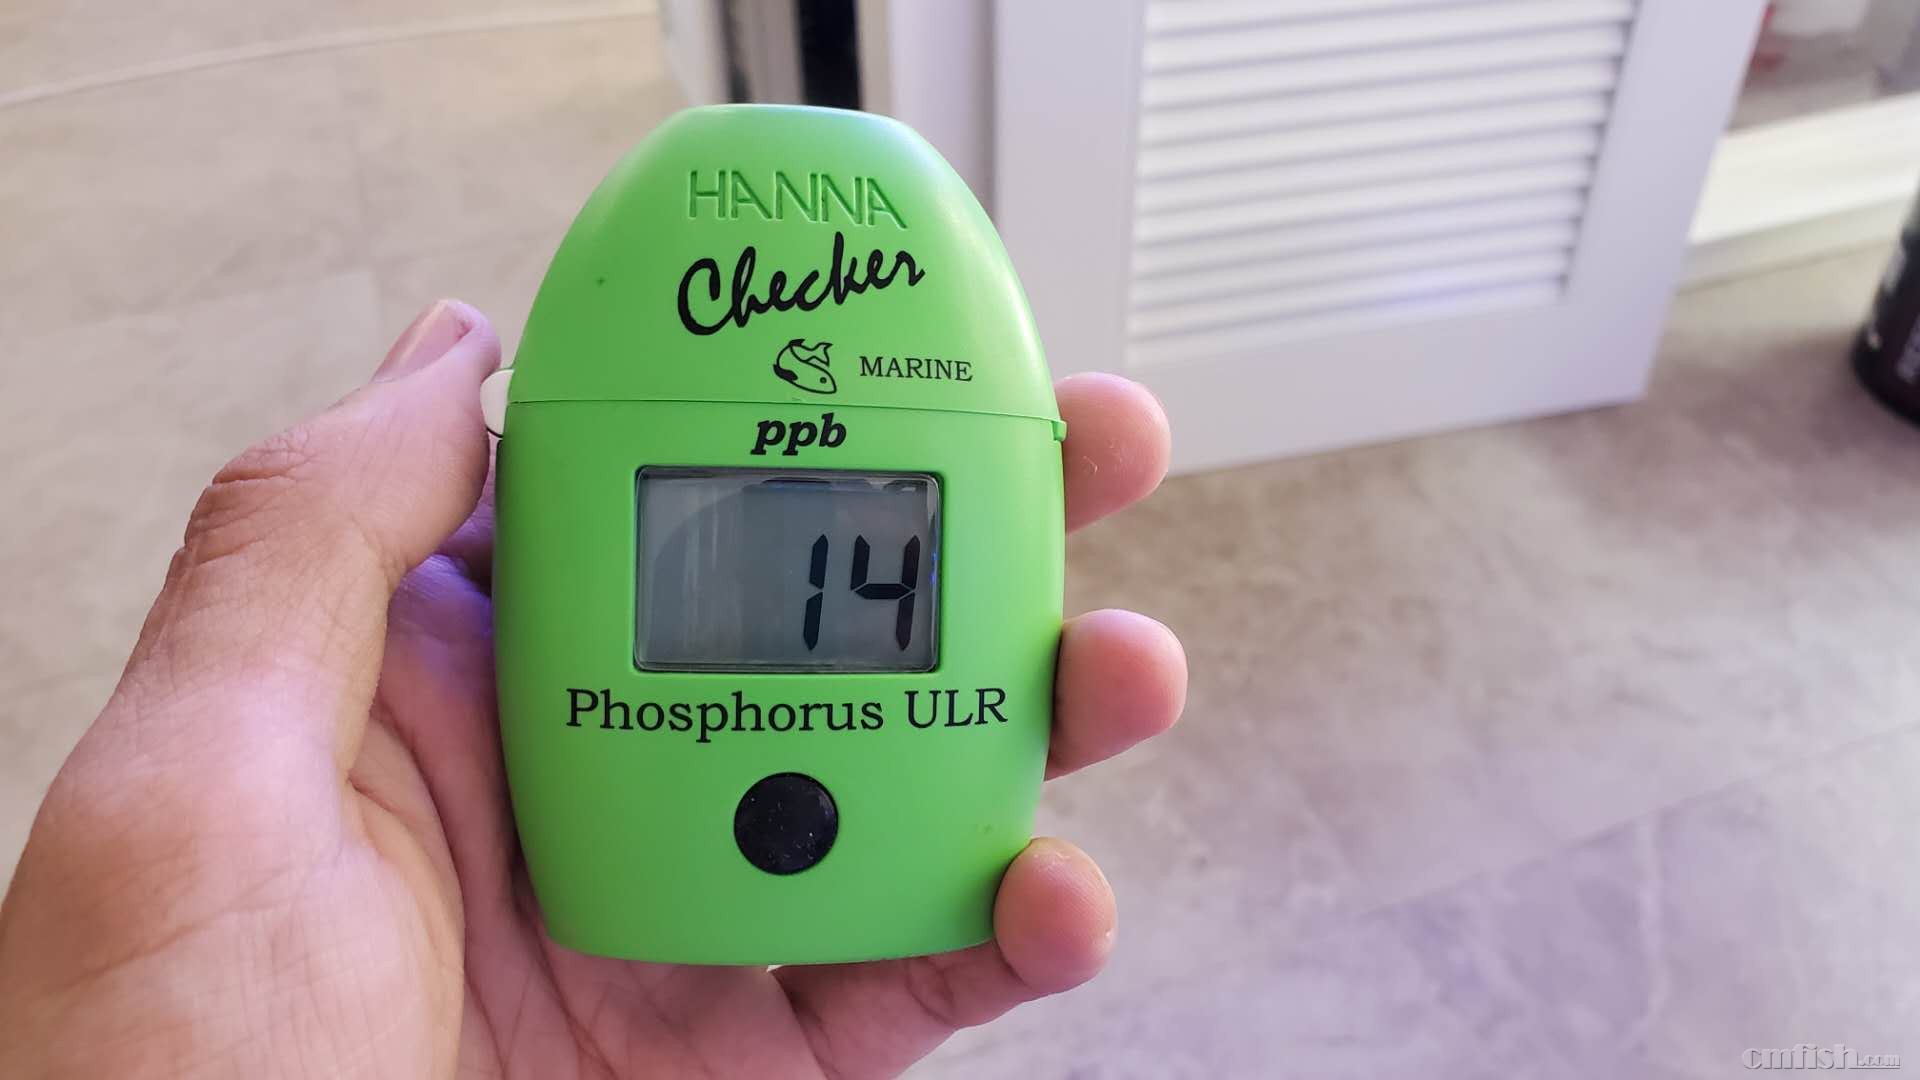 HANNA
Checker
MARINE
ppb
14
Phosphorus ULR
cmfish.com